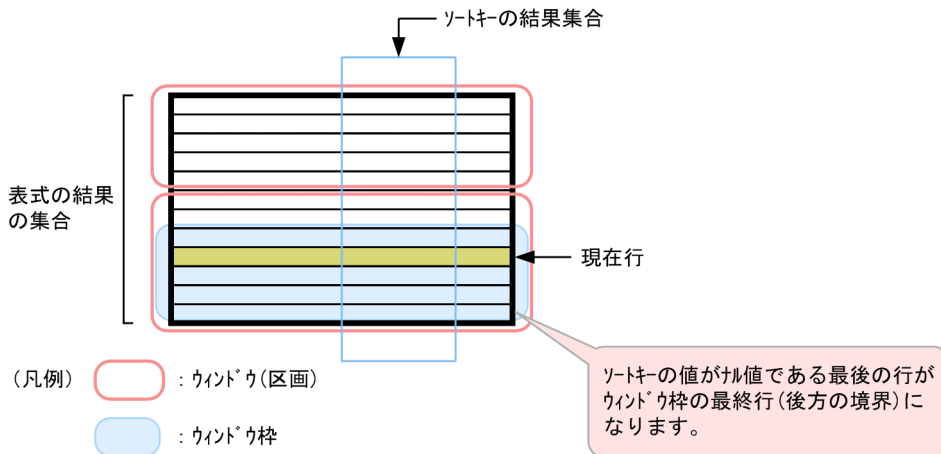 ｿｰﾄｷｰの結果集合
表式の結果
の集合
現在行
(凡例)
：ｳｨﾝﾄﾞｳ(区画)
：ｳｨﾝﾄﾞｳ枠
ｿｰﾄｷｰの値がﾅﾙ値である最後の行が
ｳｨﾝﾄﾞｳ枠の最終行(後方の境界)に
なります。